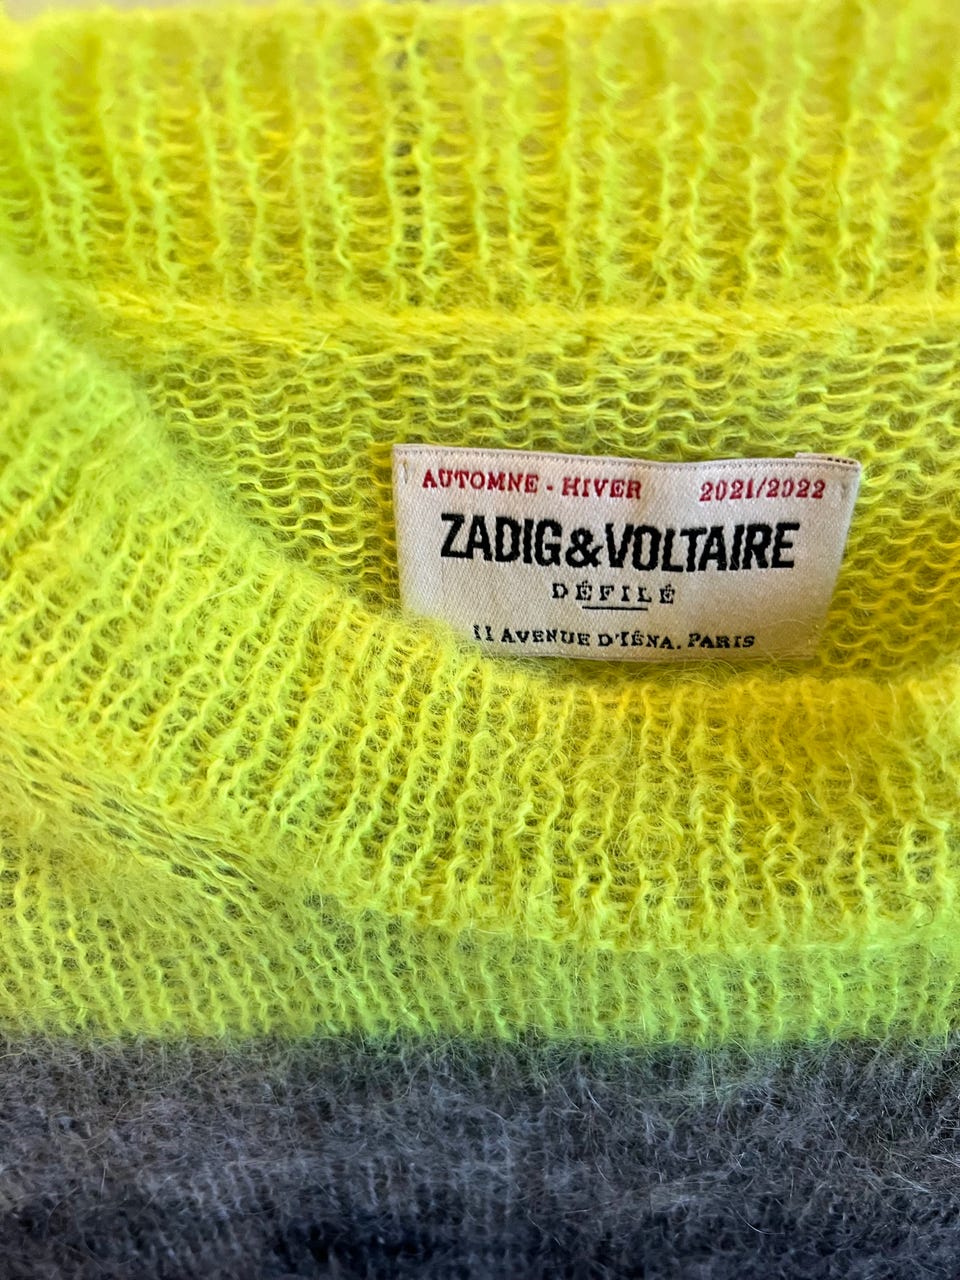 AUTOMNE - HIVER 2021/2022
ZADIG&VOLTAIRE
DÉFILÉ
11 AVENUE D'IÉNA. PARIS